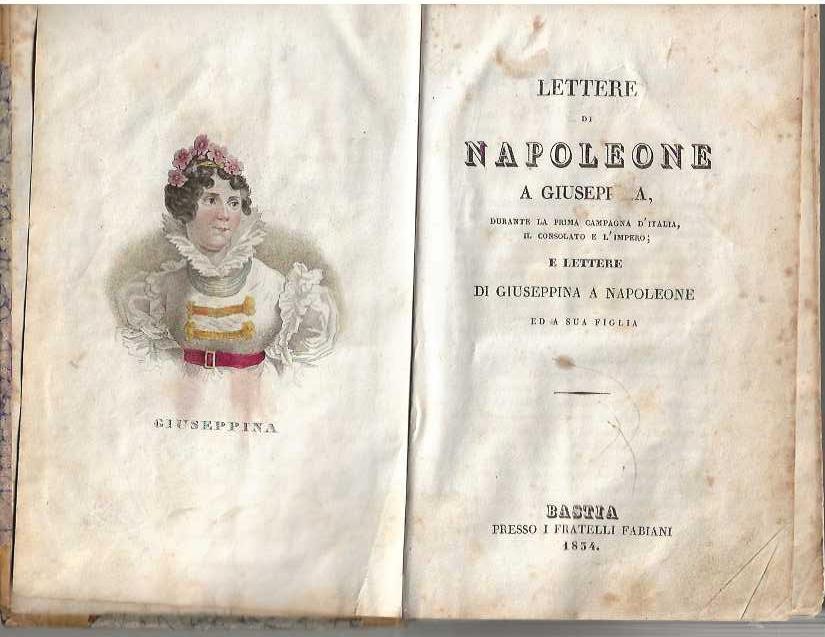 GIUSEPPINA
LETTERE
DI
NAPOLEONE
A GIUSEPPINA,
DURANTE LA PRIMA CAMPAGNA D'ITALIA,
IL CONSOLATO E L'IMPERO;
E LETTERE
DI GIUSEPPINA A NAPOLEONE
ED A SUA FIGLIA
BASTIA
PRESSO I FRATELLI FABIANI
1834.